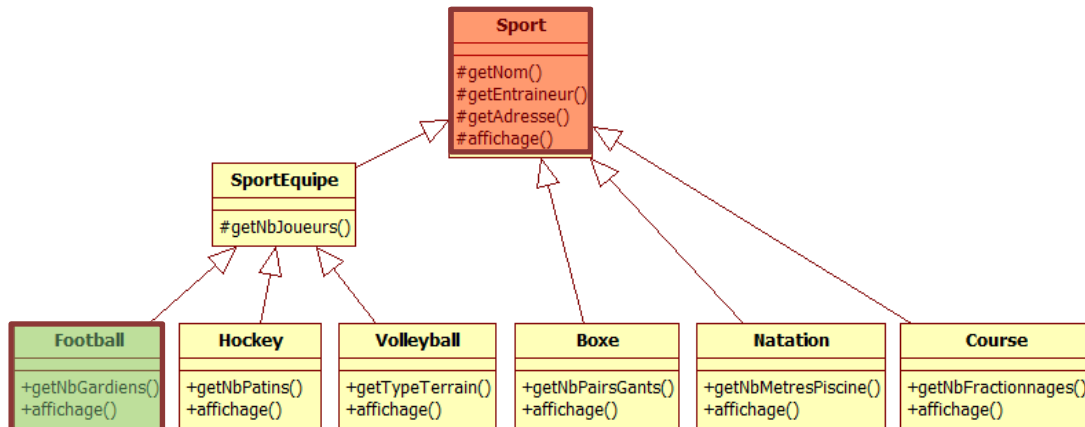 Sport
#getNom()
#getEntraineur()
#getAdresse()
#affichage()
SportEquipe
#getNbJoueurs()
Football
+getNbGardiens()
+affichage()
Hockey
+getNbPatins()
+affichage()
Volleyball
+getTypeTerrain()
+affichage()
Boxe
+getNbPairsGants()
+affichage()
Natation
+getNbMetresPiscine()
+affichage()
Course
+getNbFractionnages()
+affichage()